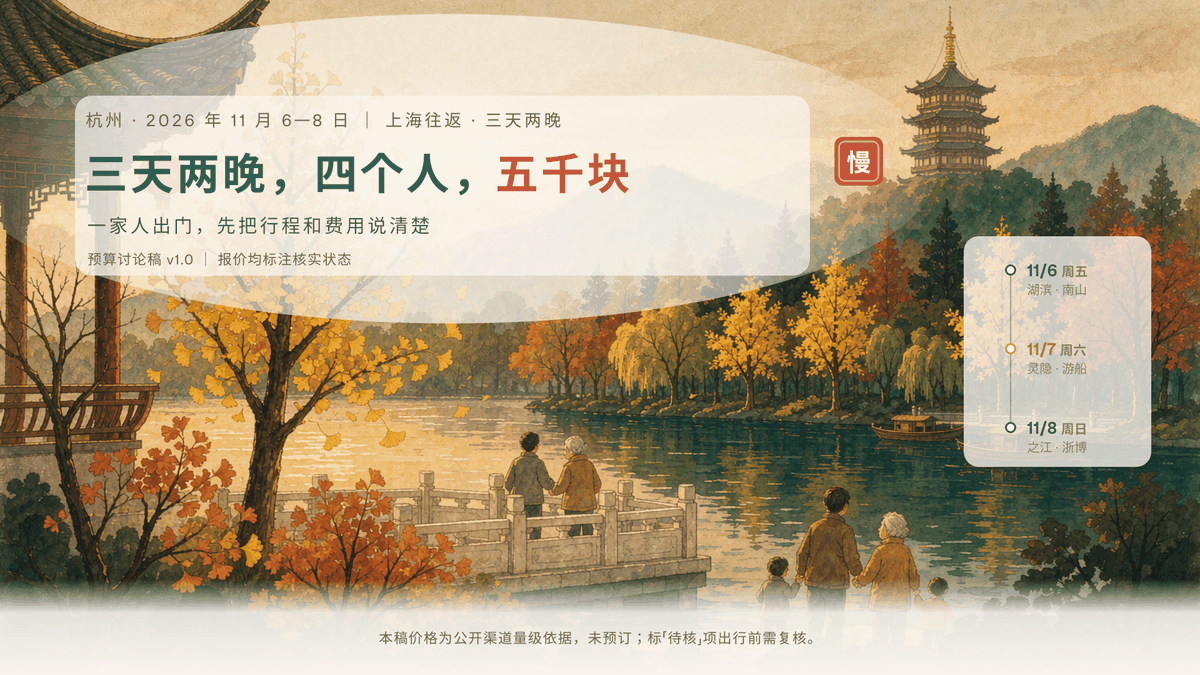 杭州 · 2026 年 11 月 6—8 日 ｜ 上海往返 · 三天两晚
三天两晚，四个人，五千块
一家人出门，先把行程和费用说清楚
预算讨论稿 v1.0 ｜ 报价均标注核实状态
慢
11/6 周五
湖滨 · 南山
11/7 周六
灵隐 · 游船
11/8 周日
之江 · 浙博
本稿价格为公开渠道量级依据，未预订；标「待核」项出行前需复核。